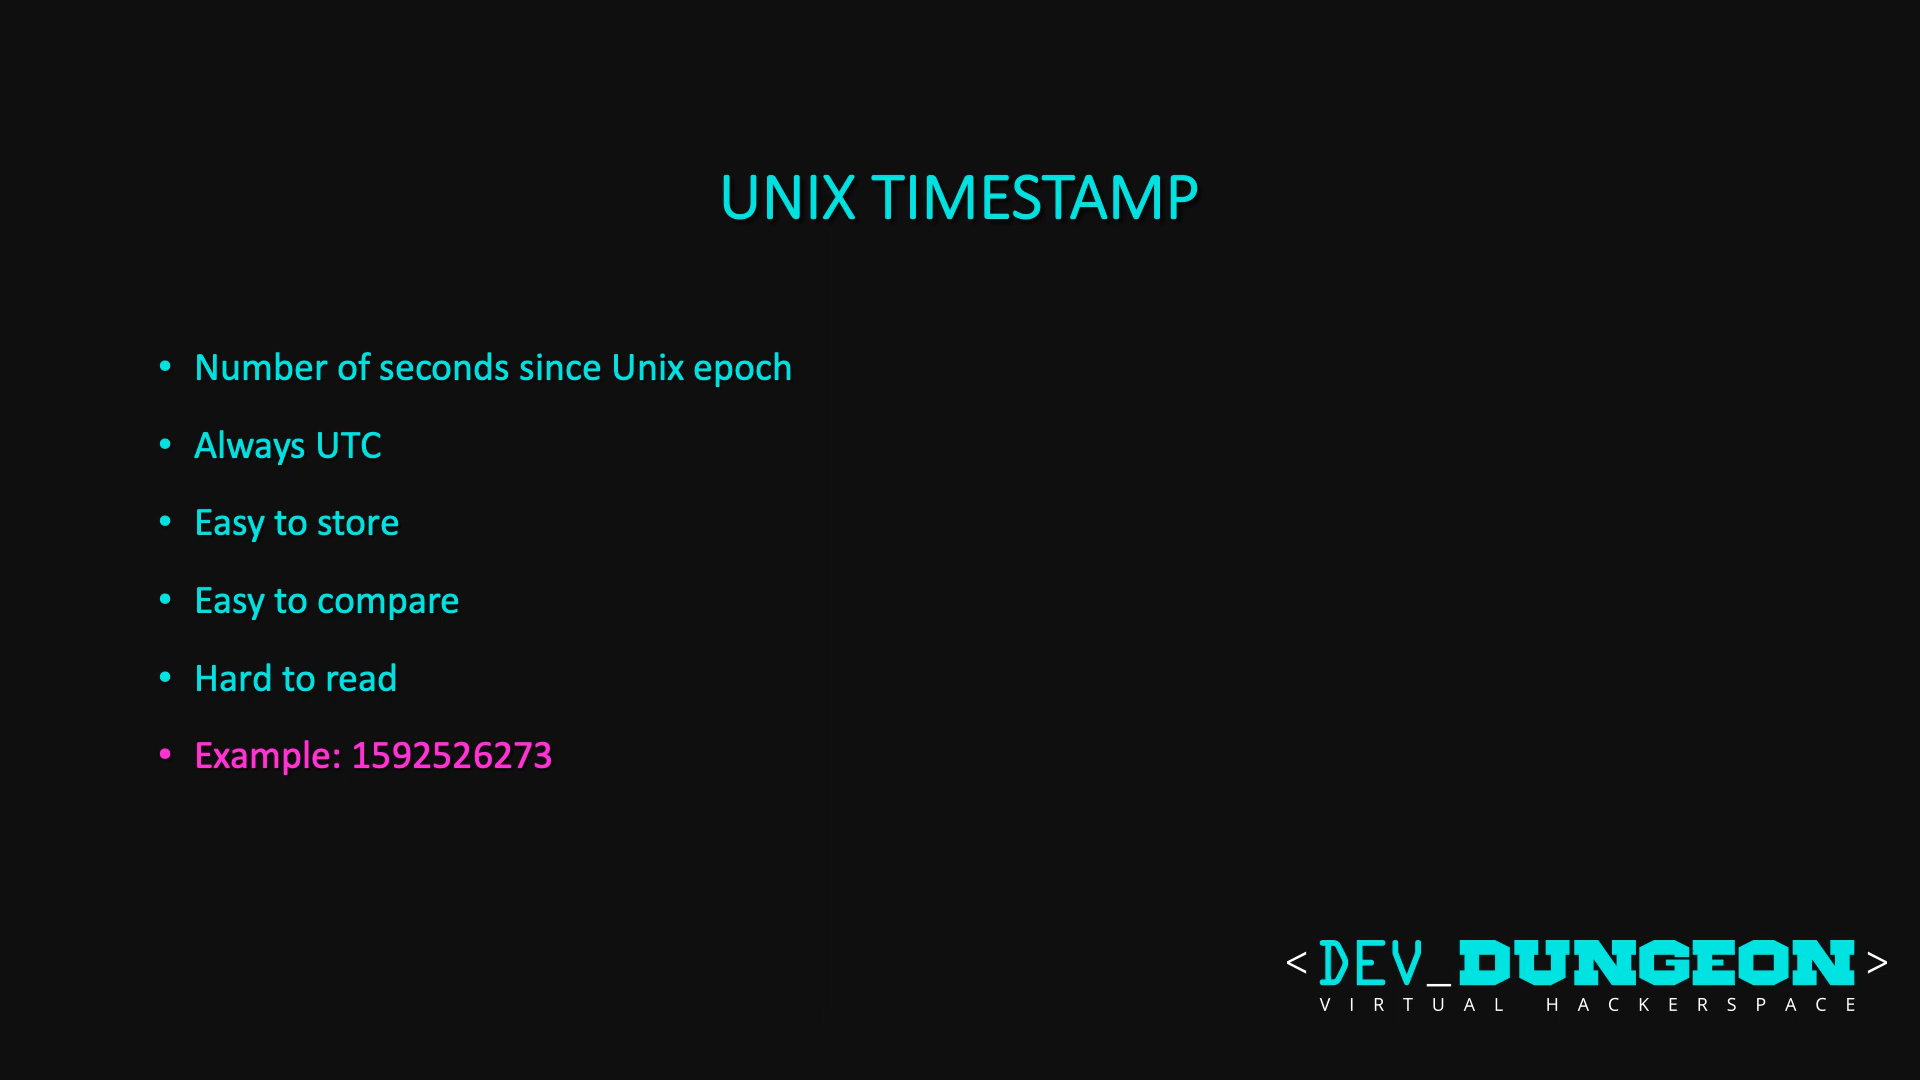 UNIX TIMESTAMP
• Number of seconds since Unix epoch
• Always UTC
• Easy to store
• Easy to compare
• Hard to read
• Example: 1592526273
<DEV_DUNGEON>
VIRTUAL HACKERSPACE